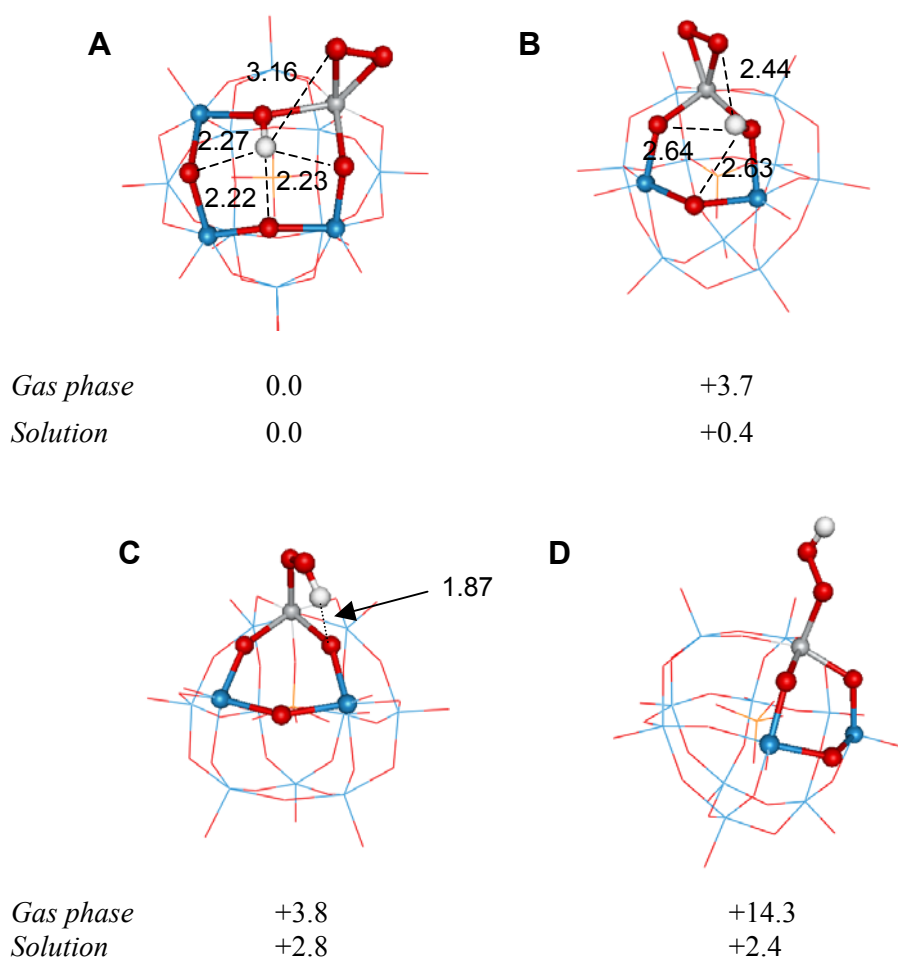 A
B
3.16
2.44
2.27
2.64
2.63
2.22
2.23
Gas phase 0.0 +3.7
Solution 0.0 +0.4
C
D
1.87
Gas phase +3.8 +14.3
Solution +2.8 +2.4